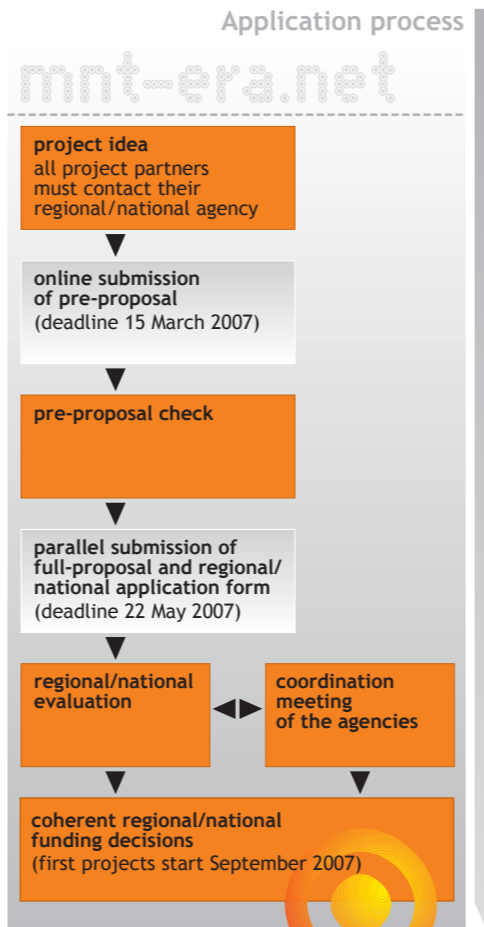 Application process
mnt-era.net
project idea
all project partners
must contact their
regional/national agency
online submission
of pre-proposal
(deadline 15 March 2007)
pre-proposal check
parallel submission of
full-proposal and regional/
national application form
(deadline 22 May 2007)
regional/national
evaluation
coordination
meeting
of the agencies
coherent regional/national
funding decisions
(first projects start September 2007)